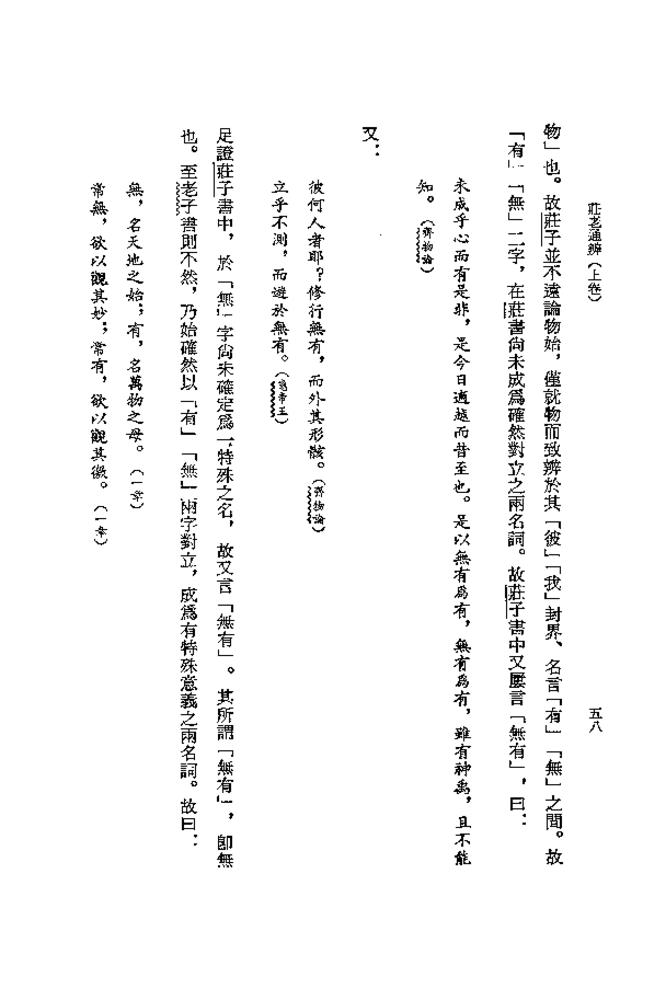 莊老通辨（上卷）
五八
物」也。故莊子並不遠論物始，僅就物而致辨於其「彼」「我」封界、名言「有」「無」之間。故
「有」「無」二字，在莊書尚未成爲確然對立之兩名詞。故莊子書中又屢言「無有」，曰：
未成乎心而有是非，是今日適越而昔至也。是以無有爲有，無有爲有，雖有神禹，且不能
知。（齊物論）
又：
彼何人者耶？修行無有，而外其形骸。（齊物論）
立乎不測，而遊於無有。（應帝王）
足證莊子書中，於「無」字尙未確定爲一特殊之名，故又言「無有」。其所謂「無有」，卽無
也。至老子書則不然，乃始確然以「有」「無」兩字對立，成爲有特殊意義之兩名詞。故曰：
無，名天地之始；有，名萬物之母。（一章）
常無，欲以觀其妙；常有，欲以觀其徼。（一章）